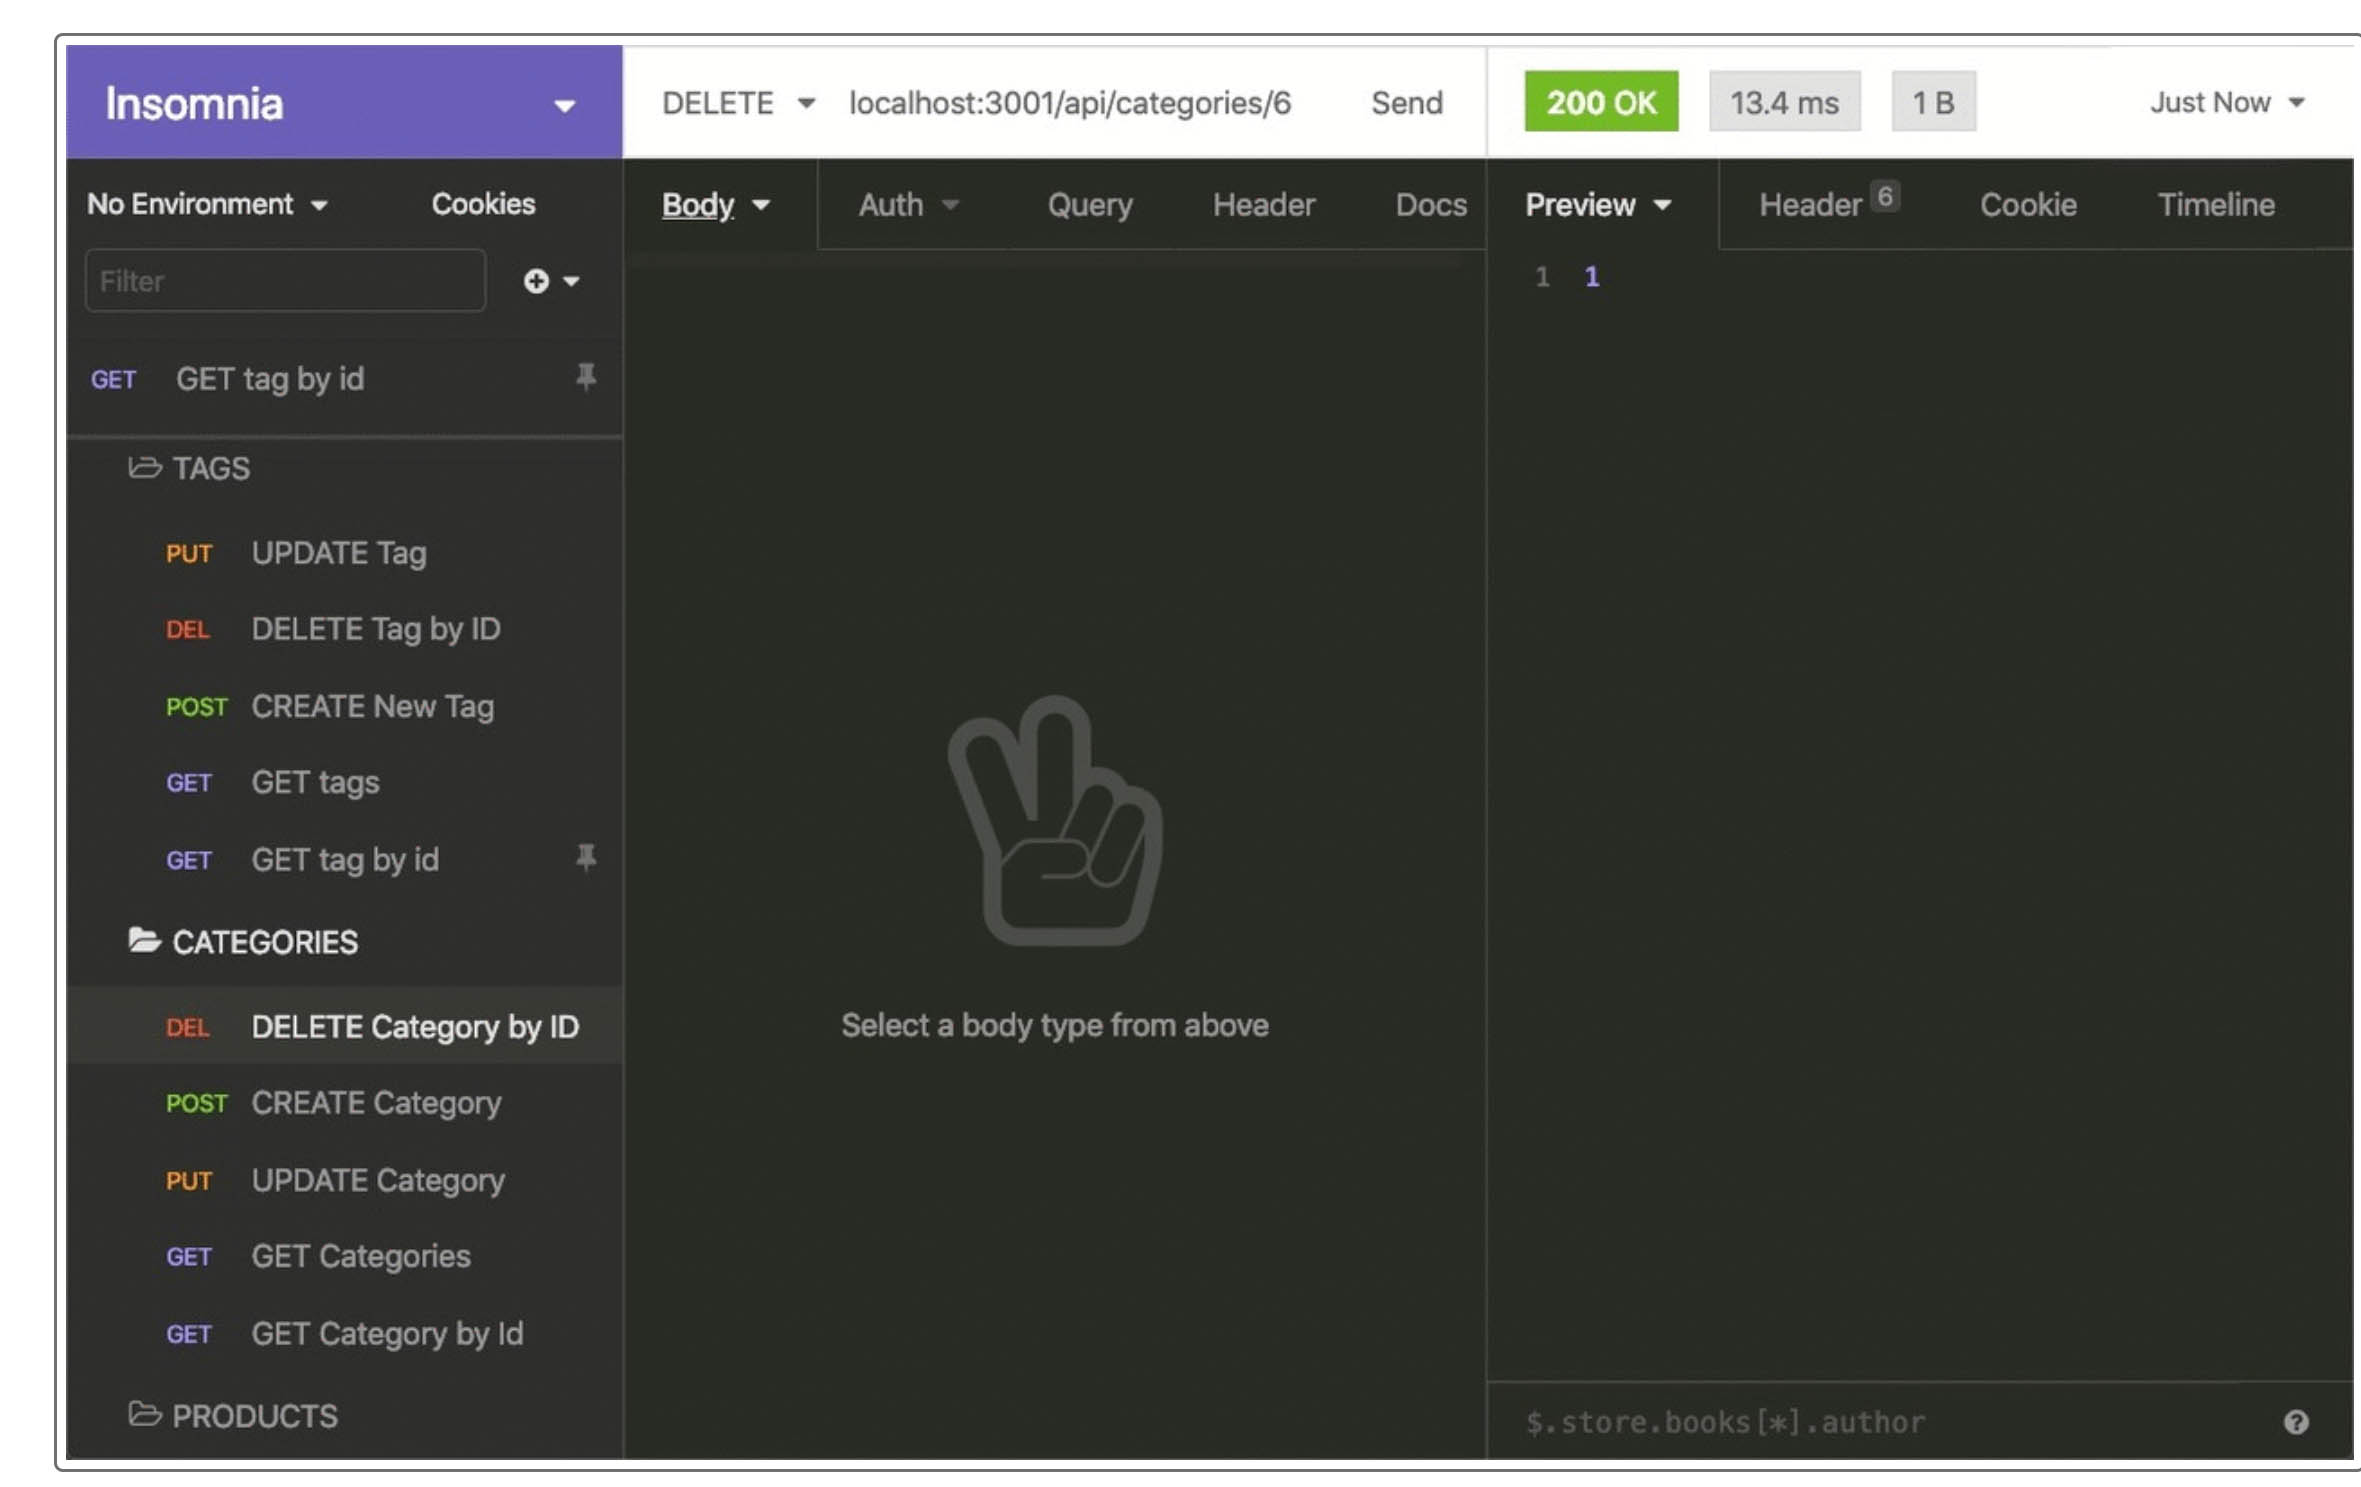 Insomnia
DELETE localhost:3001/api/categories/6 Send
200 OK 13.4 ms 1 B Just Now
No Environment Cookies
Body Auth Query Header Docs
Preview Header 6 Cookie Timeline
Filter
1 1
GET GET tag by id
TAGS
PUT UPDATE Tag
DEL DELETE Tag by ID
POST CREATE New Tag
GET GET tags
GET GET tag by id
CATEGORIES
DEL DELETE Category by ID
POST CREATE Category
PUT UPDATE Category
GET GET Categories
GET GET Category by Id
PRODUCTS
Select a body type from above
$.store.books[*].author